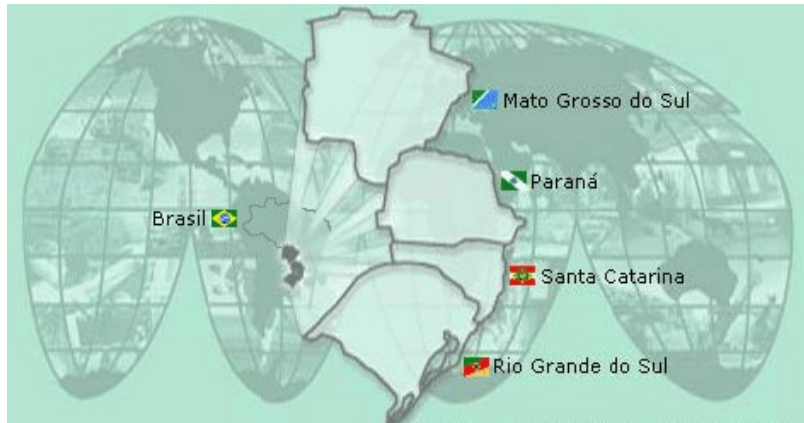 Mato Grosso do Sul
Paraná
Brasil
Santa Catarina
Rio Grande do Sul